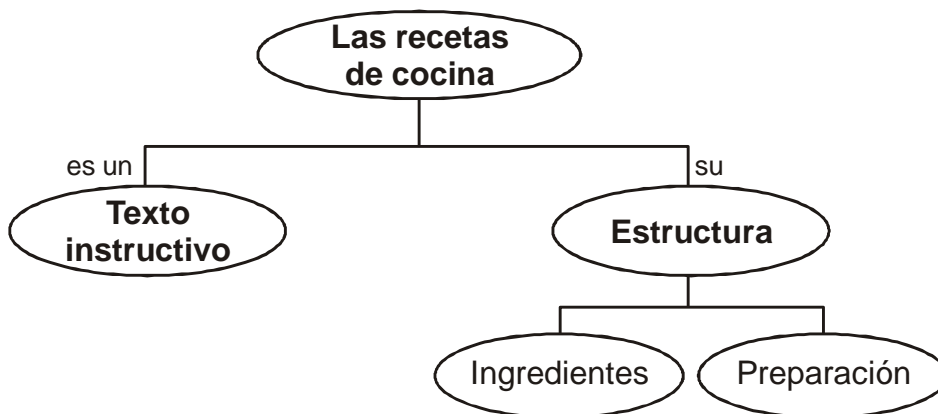 Las recetas
de cocina
es un
su
Texto
instructivo
Estructura
Ingredientes
Preparación